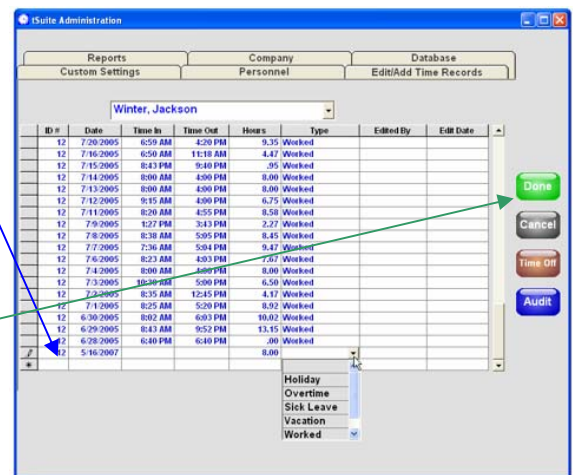 tSuite Administration
Reports Company Database
Custom Settings Personnel Edit/Add Time Records
Winter, Jackson
ID # Date Time In Time Out Hours Type Edited By Edit Date
12 7/20/2005 6:59 AM 4:20 PM 9.35 Worked
12 7/16/2005 6:50 AM 11:18 AM 4.47 Worked
12 7/15/2005 8:43 PM 9:40 PM .95 Worked
12 7/14/2005 8:00 AM 4:00 PM 8.00 Worked
12 7/13/2005 8:00 AM 4:00 PM 8.00 Worked
12 7/12/2005 9:15 AM 4:00 PM 6.75 Worked
12 7/11/2005 8:20 AM 4:55 PM 8.58 Worked
12 7/9/2005 1:27 PM 3:43 PM 2.27 Worked
12 7/8/2005 8:38 AM 5:05 PM 8.45 Worked
12 7/7/2005 7:36 AM 5:04 PM 9.47 Worked
12 7/6/2005 8:23 AM 4:03 PM 7.67 Worked
12 7/4/2005 8:00 AM 4:00 PM 8.00 Worked
12 7/3/2005 10:30 AM 5:00 PM 6.50 Worked
12 7/2/2005 8:35 AM 12:45 PM 4.17 Worked
12 7/1/2005 8:25 AM 5:20 PM 8.92 Worked
12 6/30/2005 8:02 AM 6:03 PM 10.02 Worked
12 6/29/2005 8:43 AM 9:52 PM 13.15 Worked
12 6/28/2005 6:40 PM 6:40 PM .00 Worked
12 5/16/2007 8.00
Holiday
Overtime
Sick Leave
Vacation
Worked
Done
Cancel
Time Off
Audit